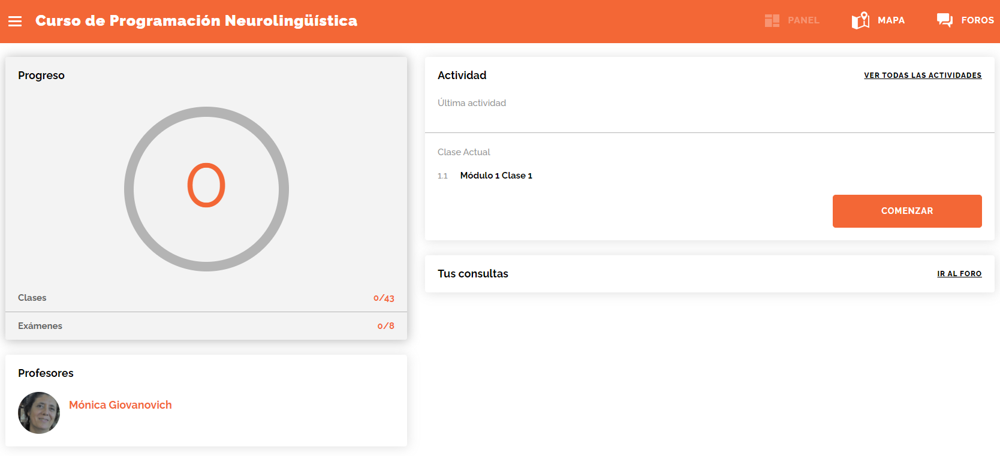 Curso de Programación Neurolingüística
PANEL
MAPA
FOROS
Progreso
0
Clases
0/43
Exámenes
0/8
Profesores
Mónica Giovanovich
Actividad
VER TODAS LAS ACTIVIDADES
Última actividad
Clase Actual
1.1 Módulo 1 Clase 1
COMENZAR
Tus consultas
IR AL FORO